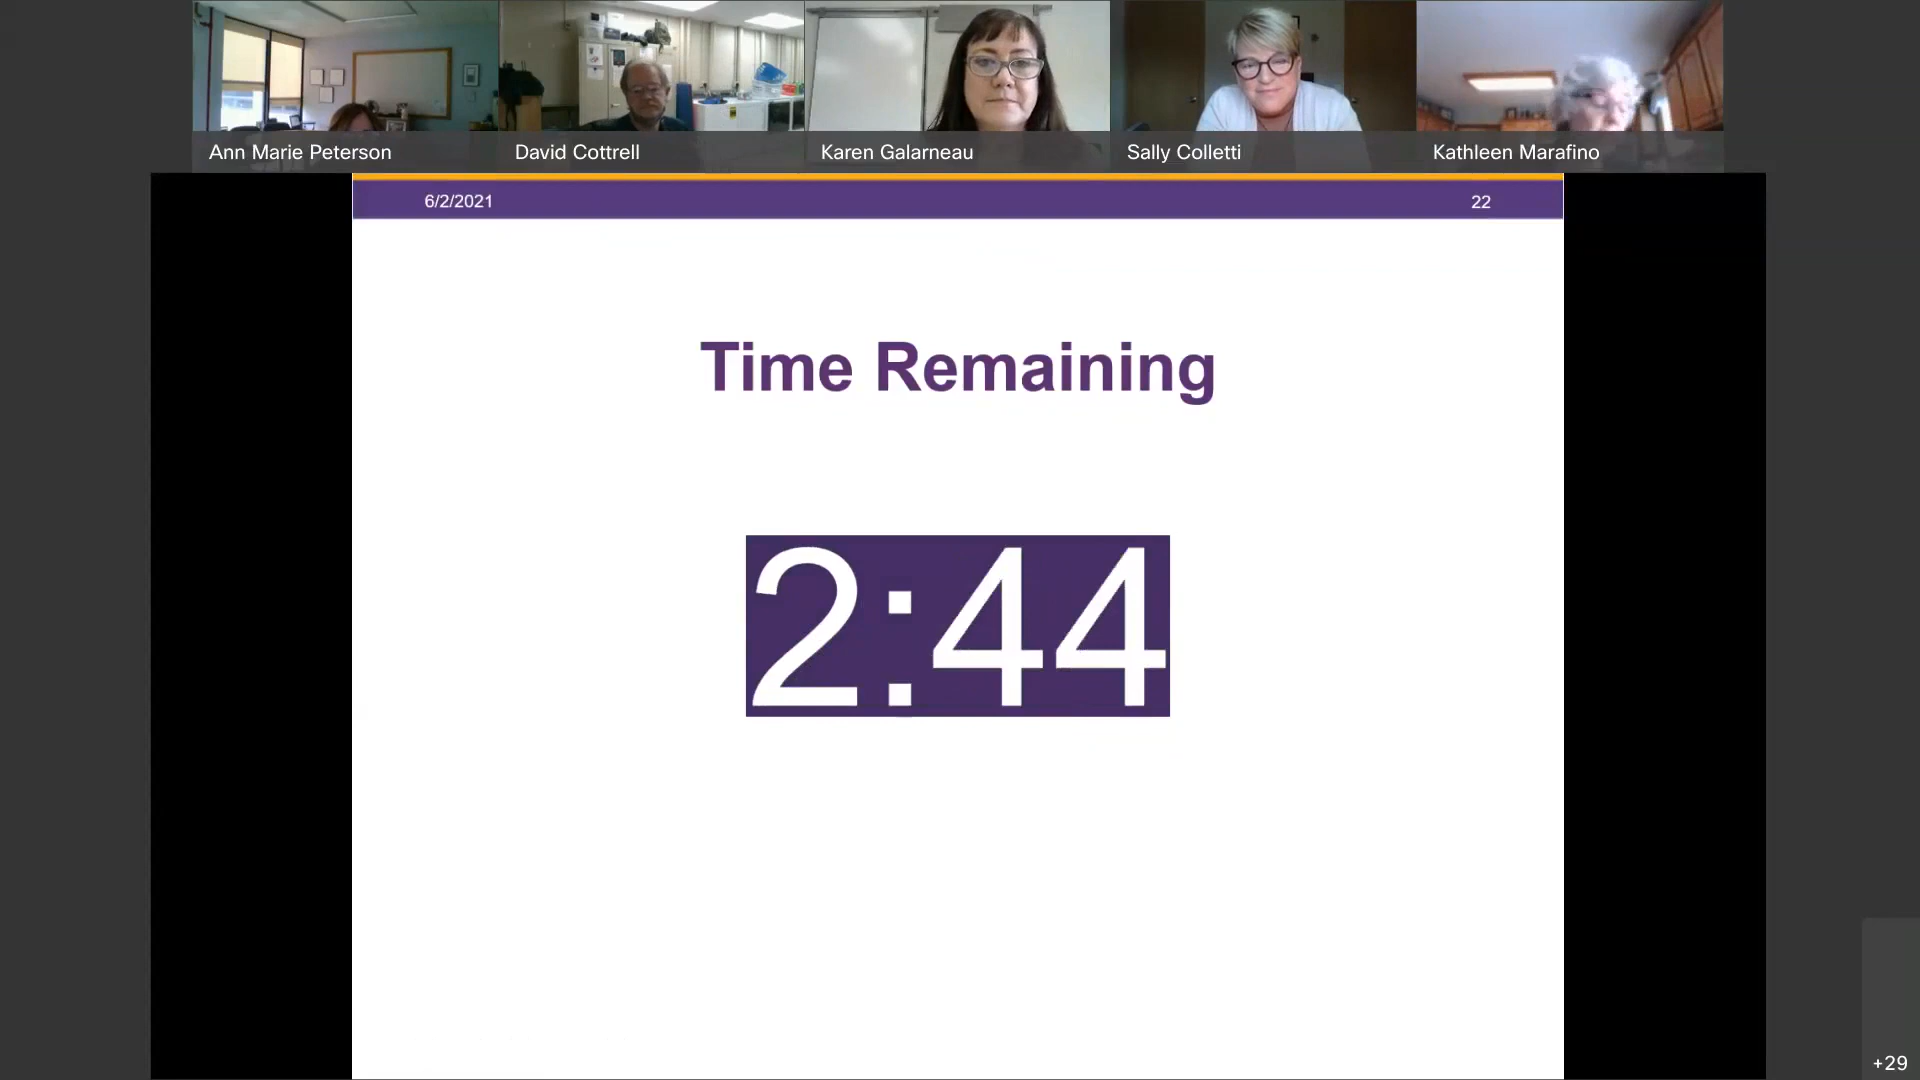 Ann Marie Peterson
David Cottrell
Karen Galarneau
Sally Colletti
Kathleen Marafino
6/2/2021
22
Time Remaining
2:44
+29